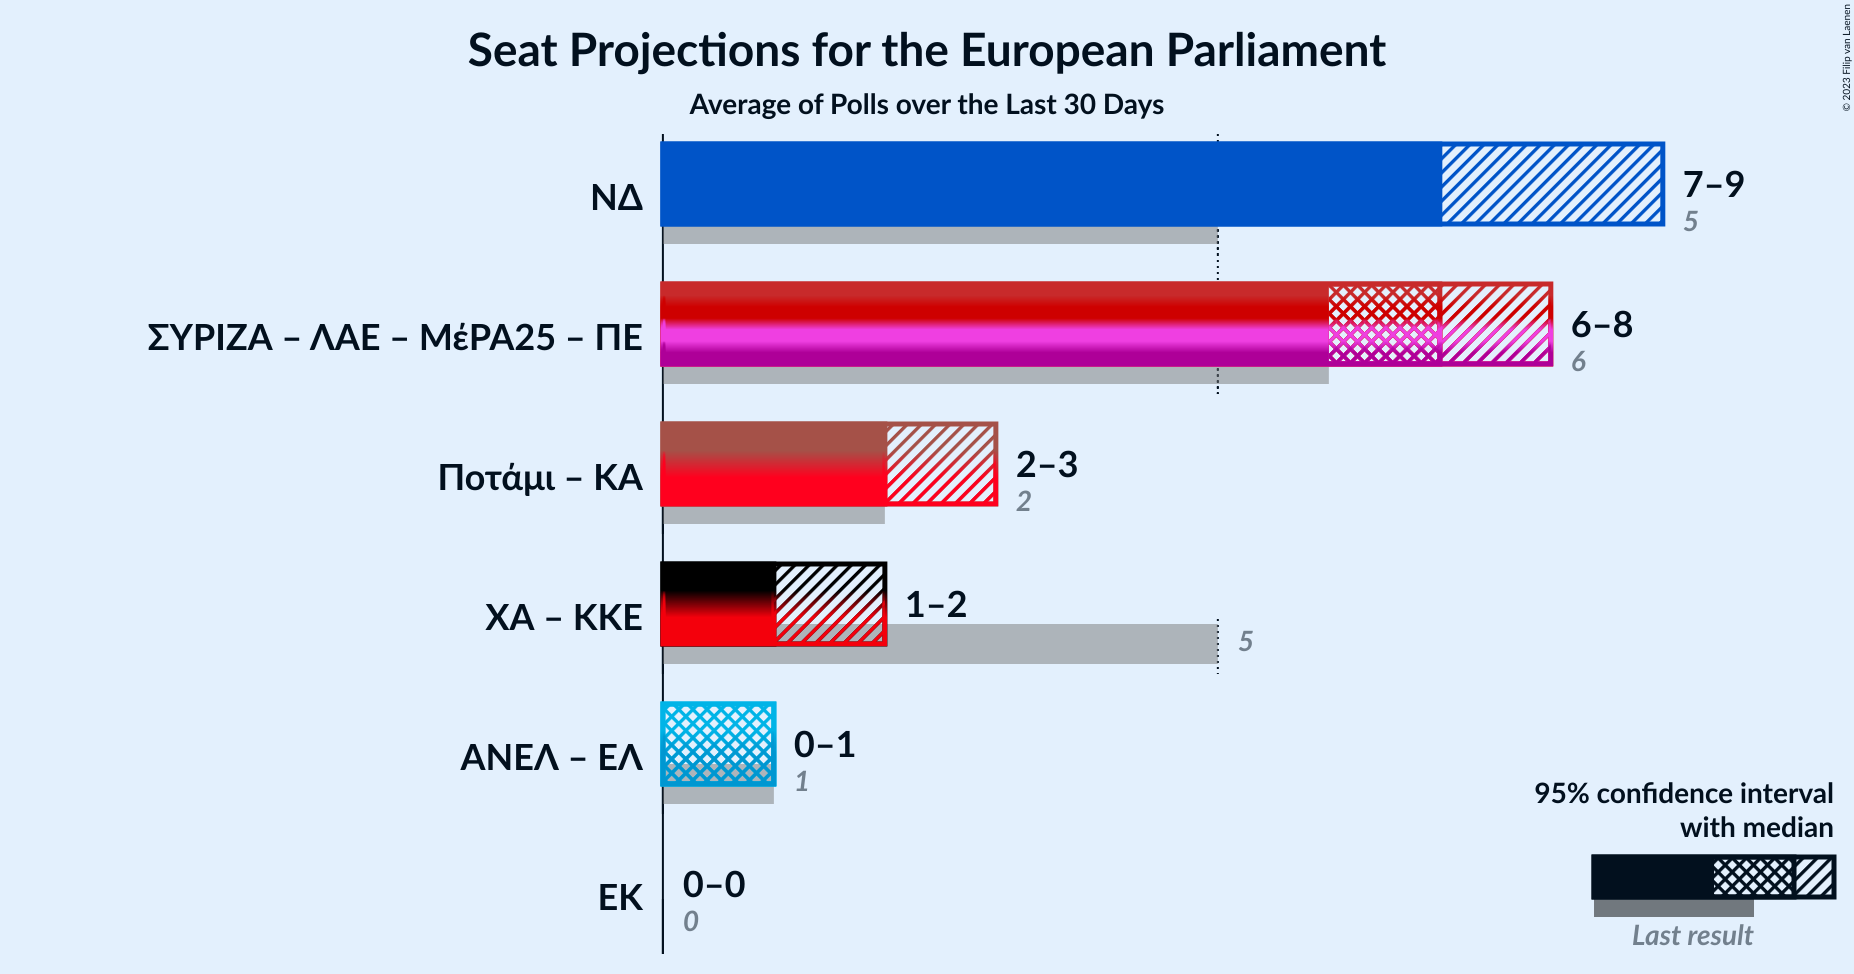 Seat Projections for the European Parliament
Average of Polls over the Last 30 Days
© 2023 Filip van Laenen
ΝΔ
7–9
5
ΣΥΡΙΖΑ – ΛΑΕ – ΜέΡΑ25 – ΠΕ
6–8
6
Ποτάμι – ΚΑ
2–3
2
ΧΑ – ΚΚΕ
1–2
5
ΑΝΕΛ – ΕΛ
0–1
1
ΕΚ
0–0
0
95% confidence interval
with median
Last result